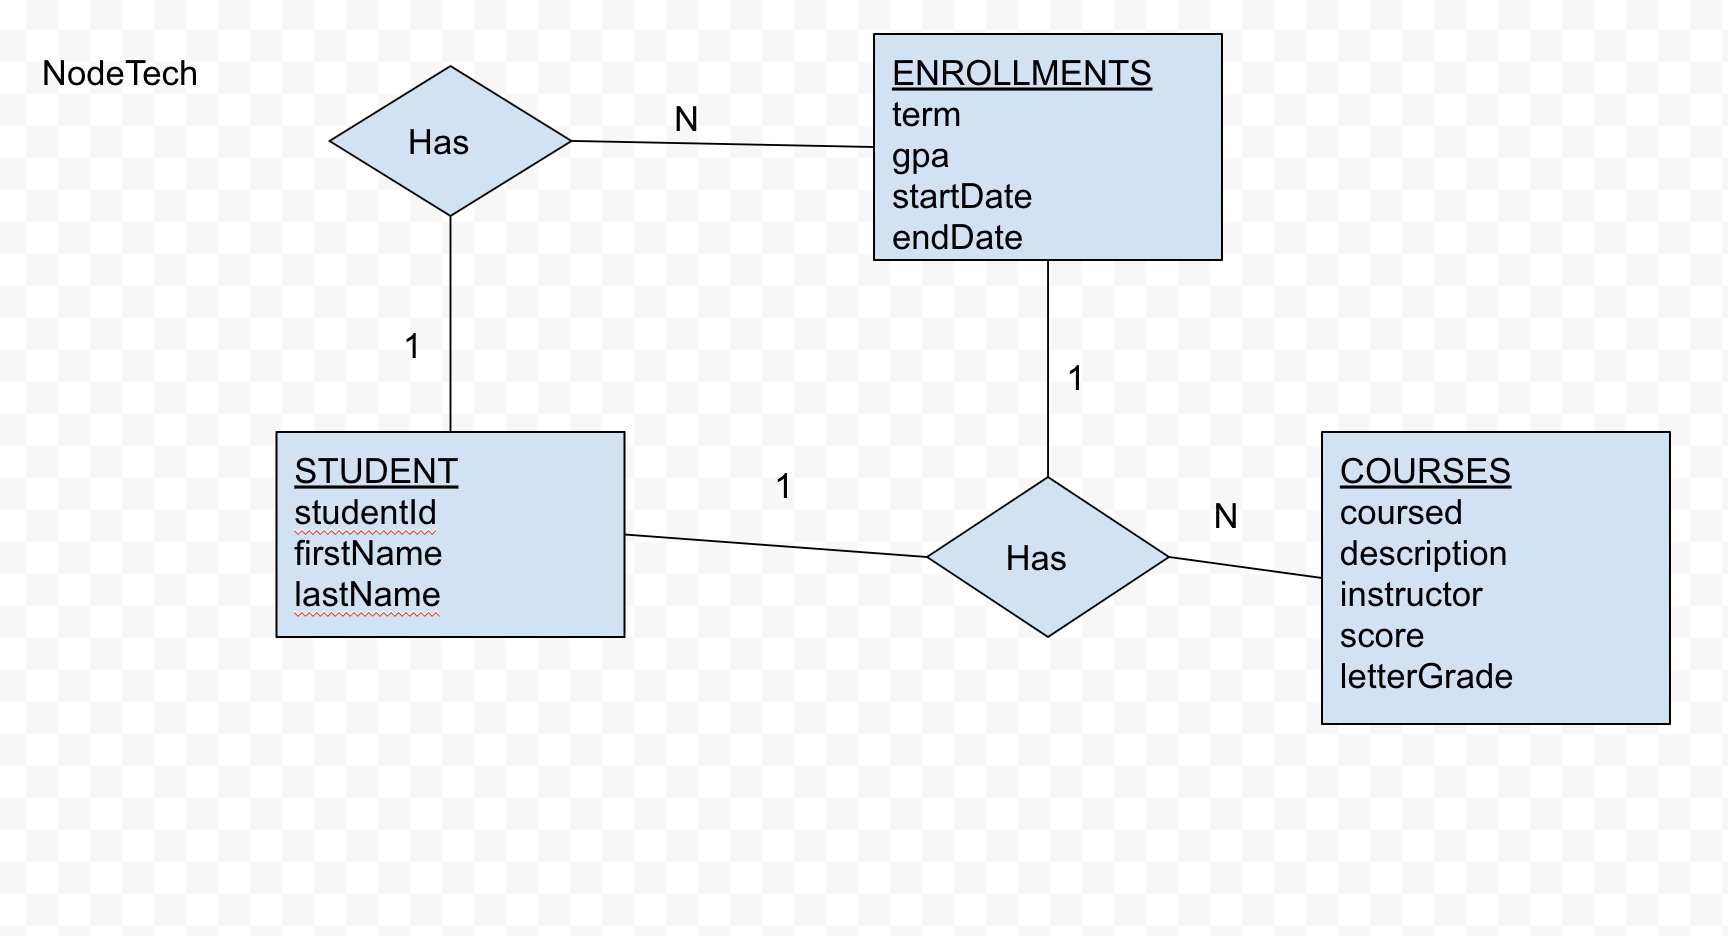 NodeTech
Has
N
ENROLLMENTS
term
gpa
startDate
endDate
1
1
STUDENT
studentId
firstName
lastName
1
Has
N
COURSES
coursed
description
instructor
score
letterGrade